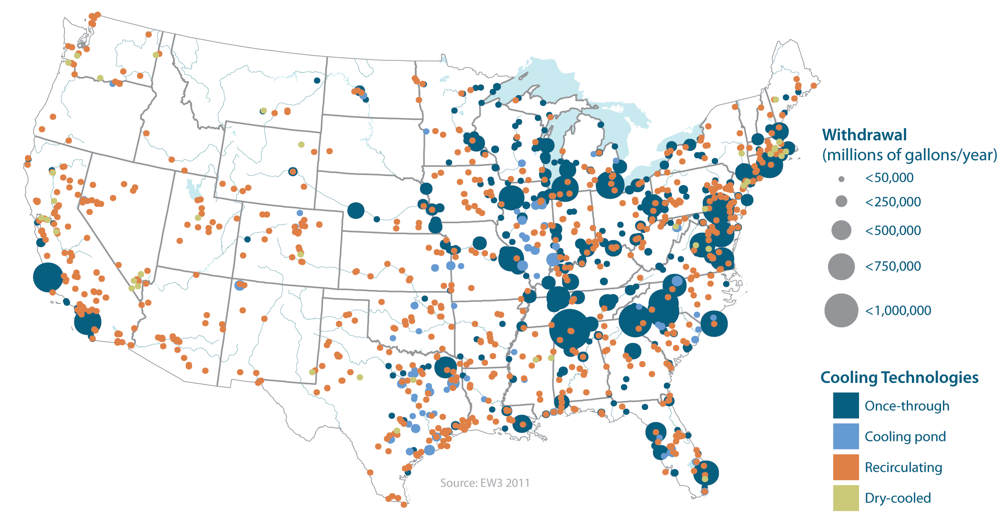 Withdrawal
(millions of gallons/year)
<50,000
<250,000
<500,000
<750,000
<1,000,000
Cooling Technologies
Once-through
Cooling pond
Recirculating
Dry-cooled
Source: EW3 2011